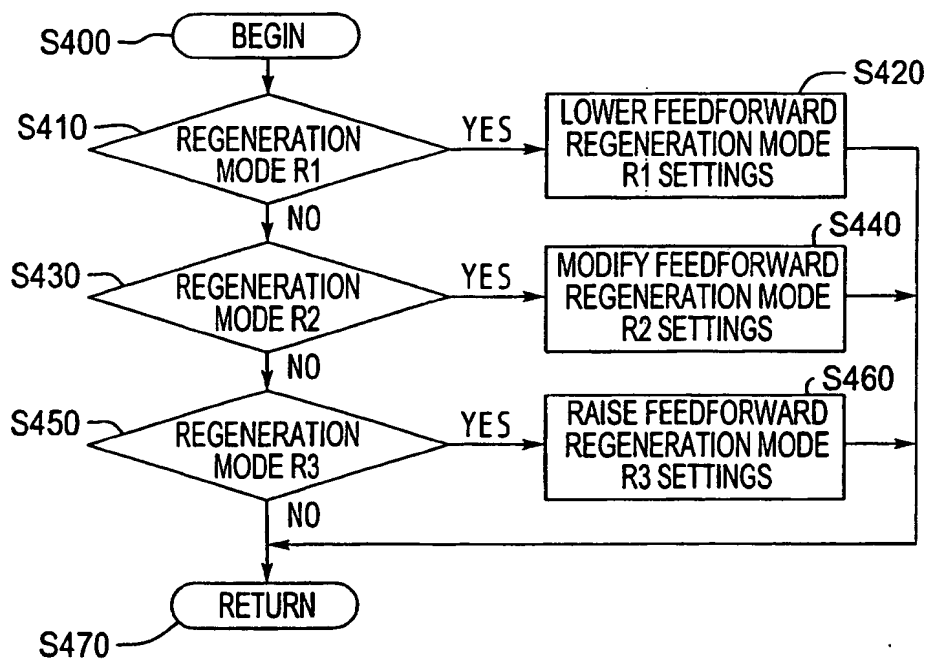 S400
BEGIN
S410
REGENERATION
MODE R1
YES
S420
LOWER FEEDFORWARD
REGENERATION MODE
R1 SETTINGS
NO
S430
REGENERATION
MODE R2
YES
S440
MODIFY FEEDFORWARD
REGENERATION MODE
R2 SETTINGS
NO
S450
REGENERATION
MODE R3
YES
S460
RAISE FEEDFORWARD
REGENERATION MODE
R3 SETTINGS
NO
RETURN
S470